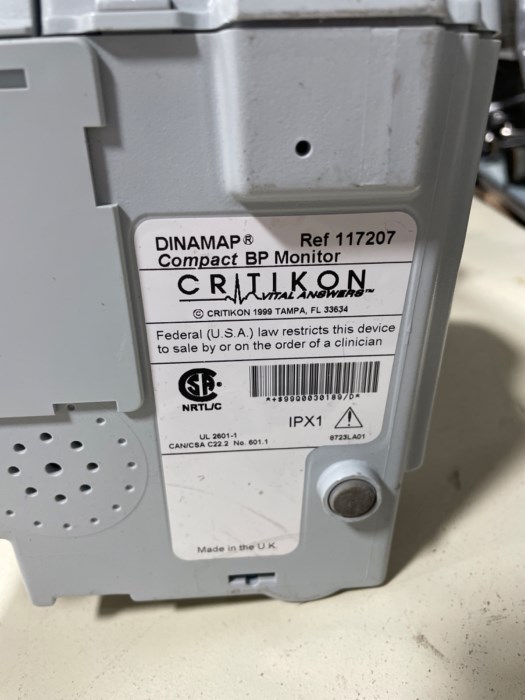 DINAMAP® Ref 117207
Compact BP Monitor
CRITIKON
VITAL ANSWERS™
© CRITIKON 1999 TAMPA, FL 33634
Federal (U.S.A.) law restricts this device
to sale by or on the order of a clinician
NRTL/C
UL 2601-1
CAN/CSA C22.2 No. 601.1
IPX1
8723LA01
Made in the U.K.